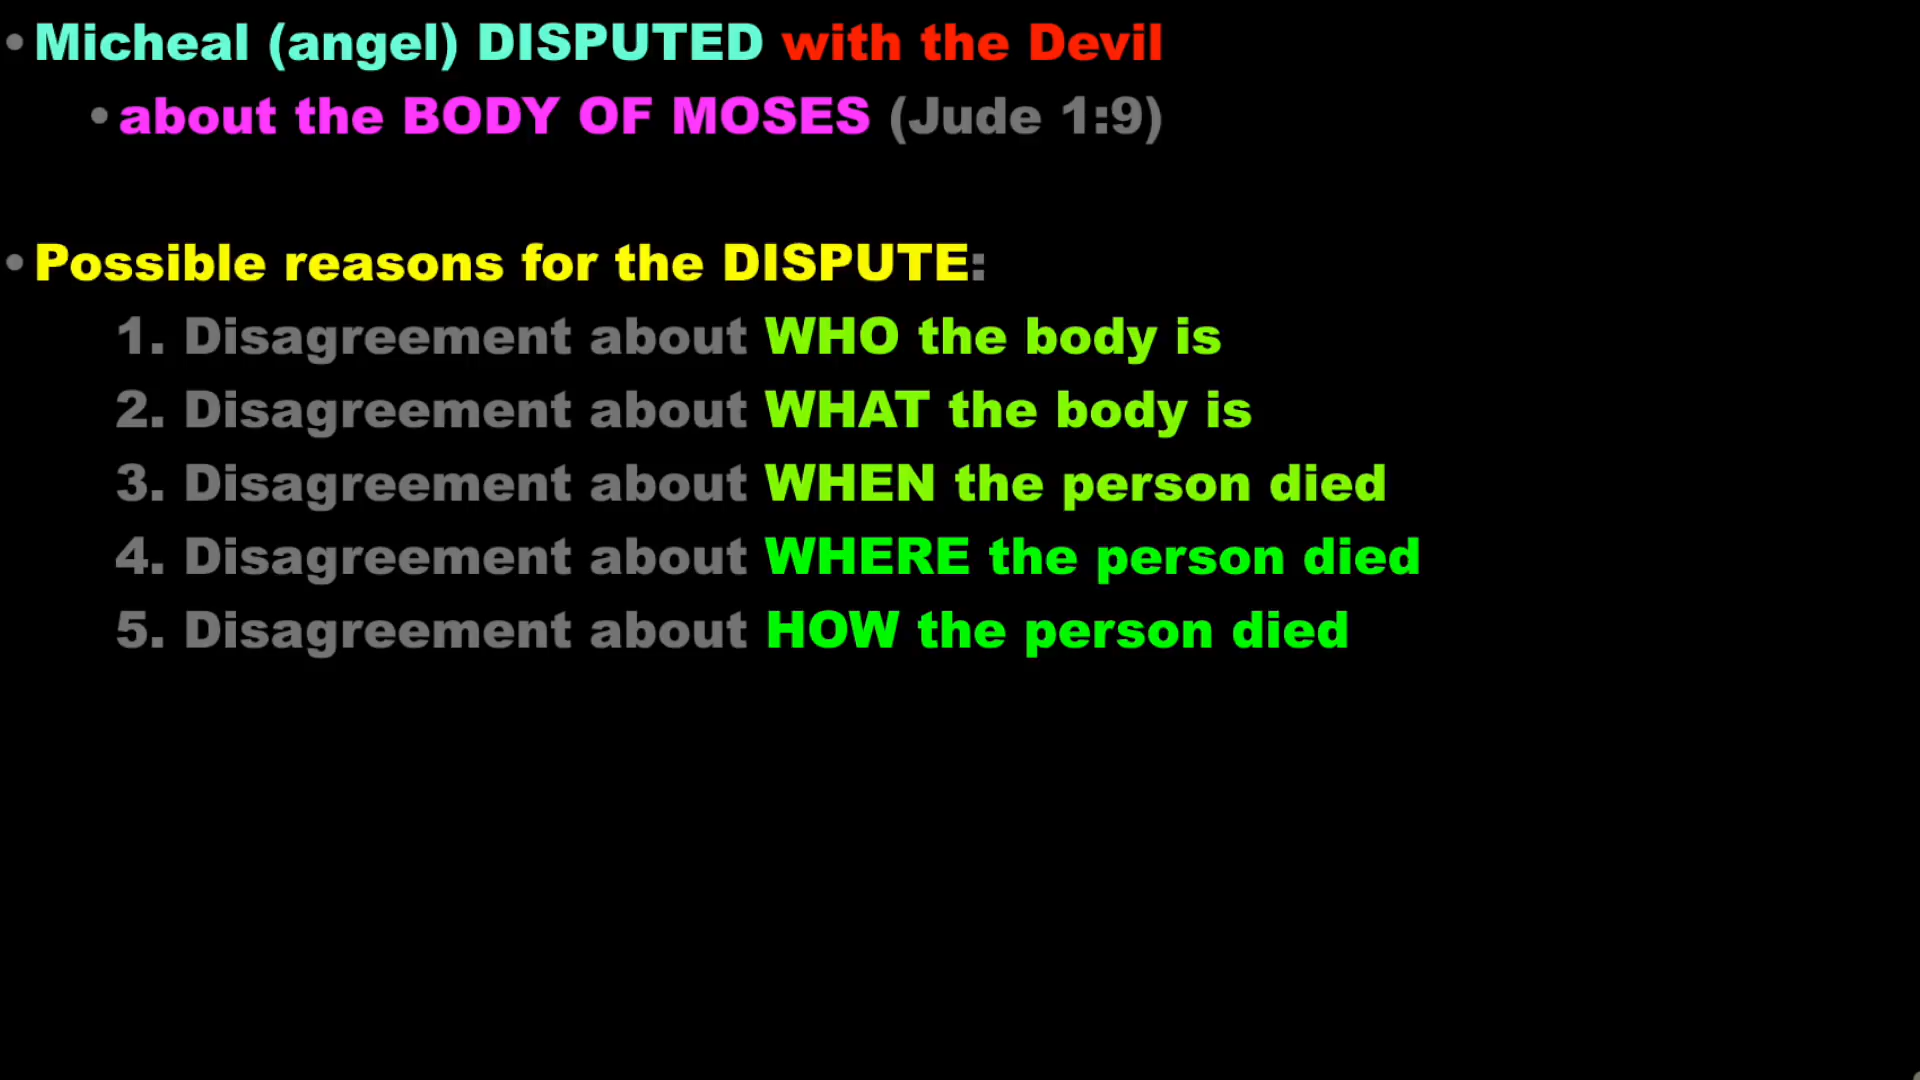 • Micheal (angel) DISPUTED with the Devil
• about the BODY OF MOSES (Jude 1:9)
• Possible reasons for the DISPUTE:
1. Disagreement about WHO the body is
2. Disagreement about WHAT the body is
3. Disagreement about WHEN the person died
4. Disagreement about WHERE the person died
5. Disagreement about HOW the person died